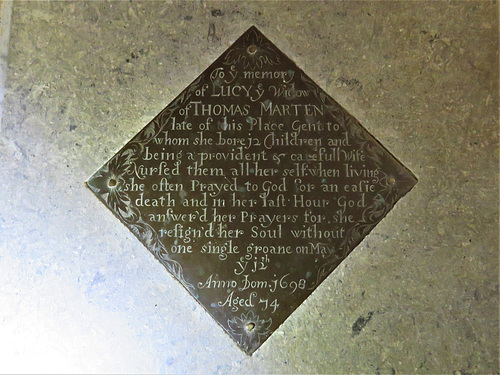 To yᵉ memory
of LUCY yᵉ Widow
of THOMAS MARTEN
late of this Place Gent to
whom she bore j2 Children and
being a provident & carefull Wife
Nursed them all her self. when living
she often Prayed to God for an easie
death and in her last Hour God
answer'd her Prayers for she
resign'd her Soul without
one single groane on May
yᵉ j2ᵗʰ
Anno Dom. 1698
Aged 74